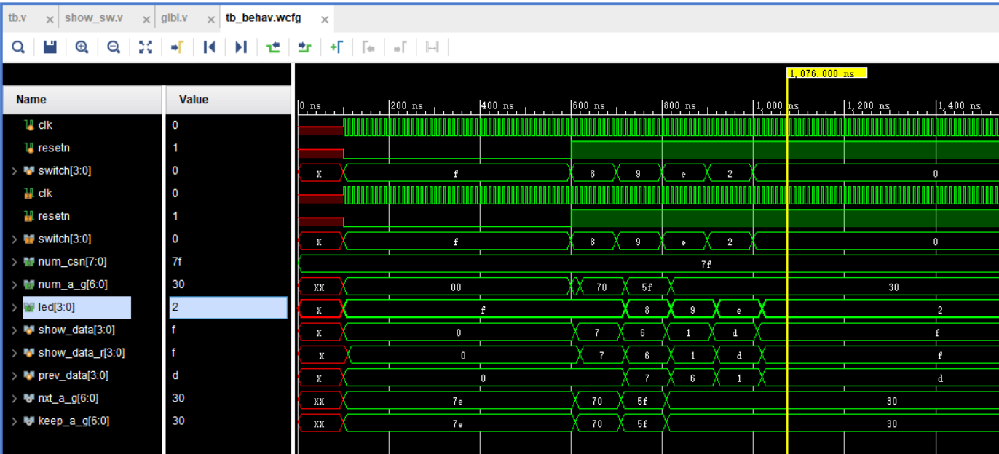 tb.v show_sw.v glbl.v tb_behav.wcfg
1,076.000 ns
Name Value
0 ns 200 ns 400 ns 600 ns 800 ns 1,000 ns 1,200 ns 1,400 ns
clk 0
resetn 1
switch[3:0] 0 X f 8 9 e 2 0
clk 0
resetn 1
switch[3:0] 0 X f 8 9 e 2 0
num_csn[7:0] 7f 7f
num_a_g[6:0] 30 XX 00 70 5f 30
led[3:0] 2 X f 8 9 e 2
show_data[3:0] f X 0 7 6 1 d f
show_data_r[3:0] f X 0 7 6 1 d f
prev_data[3:0] d X 0 7 6 1 d
nxt_a_g[6:0] 30 XX 7e 70 5f 30
keep_a_g[6:0] 30 XX 7e 70 5f 30